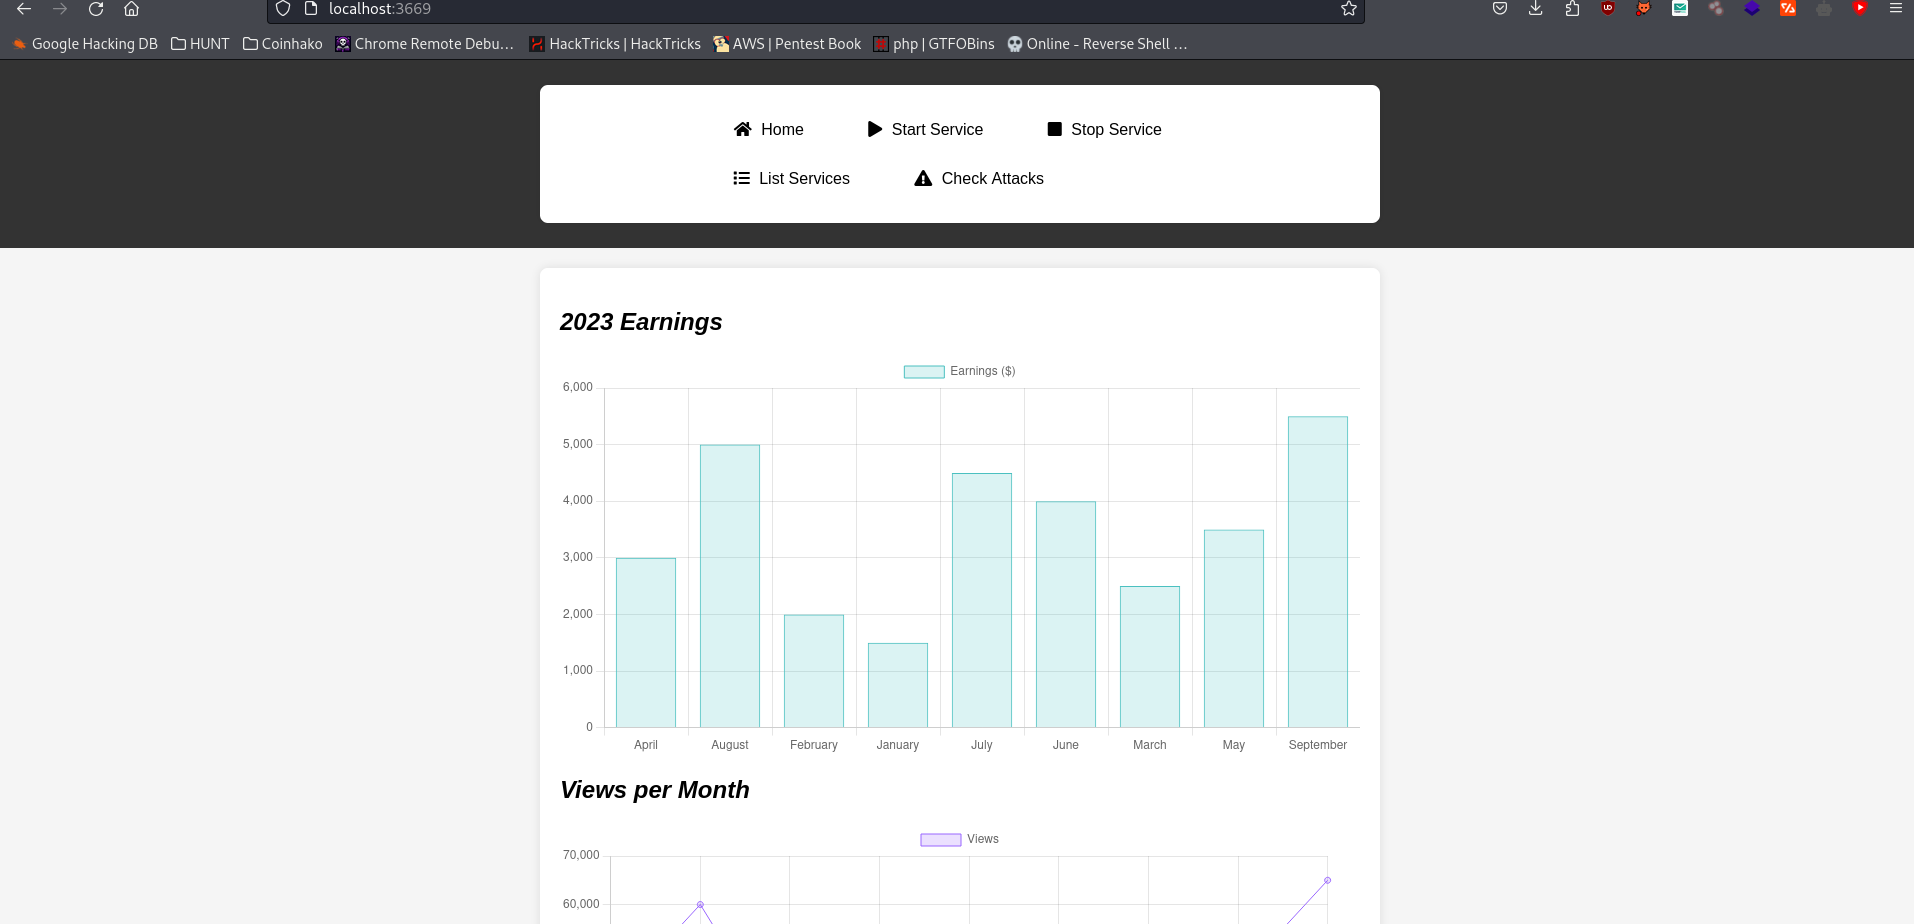 localhost:3669
Google Hacking DB HUNT Coinhako Chrome Remote Debu… HackTricks | HackTricks AWS | Pentest Book php | GTFOBins Online - Reverse Shell …
Home Start Service Stop Service
List Services Check Attacks
2023 Earnings
Earnings ($)
6,000
5,000
4,000
3,000
2,000
1,000
0
April August February January July June March May September
Views per Month
Views
70,000
60,000